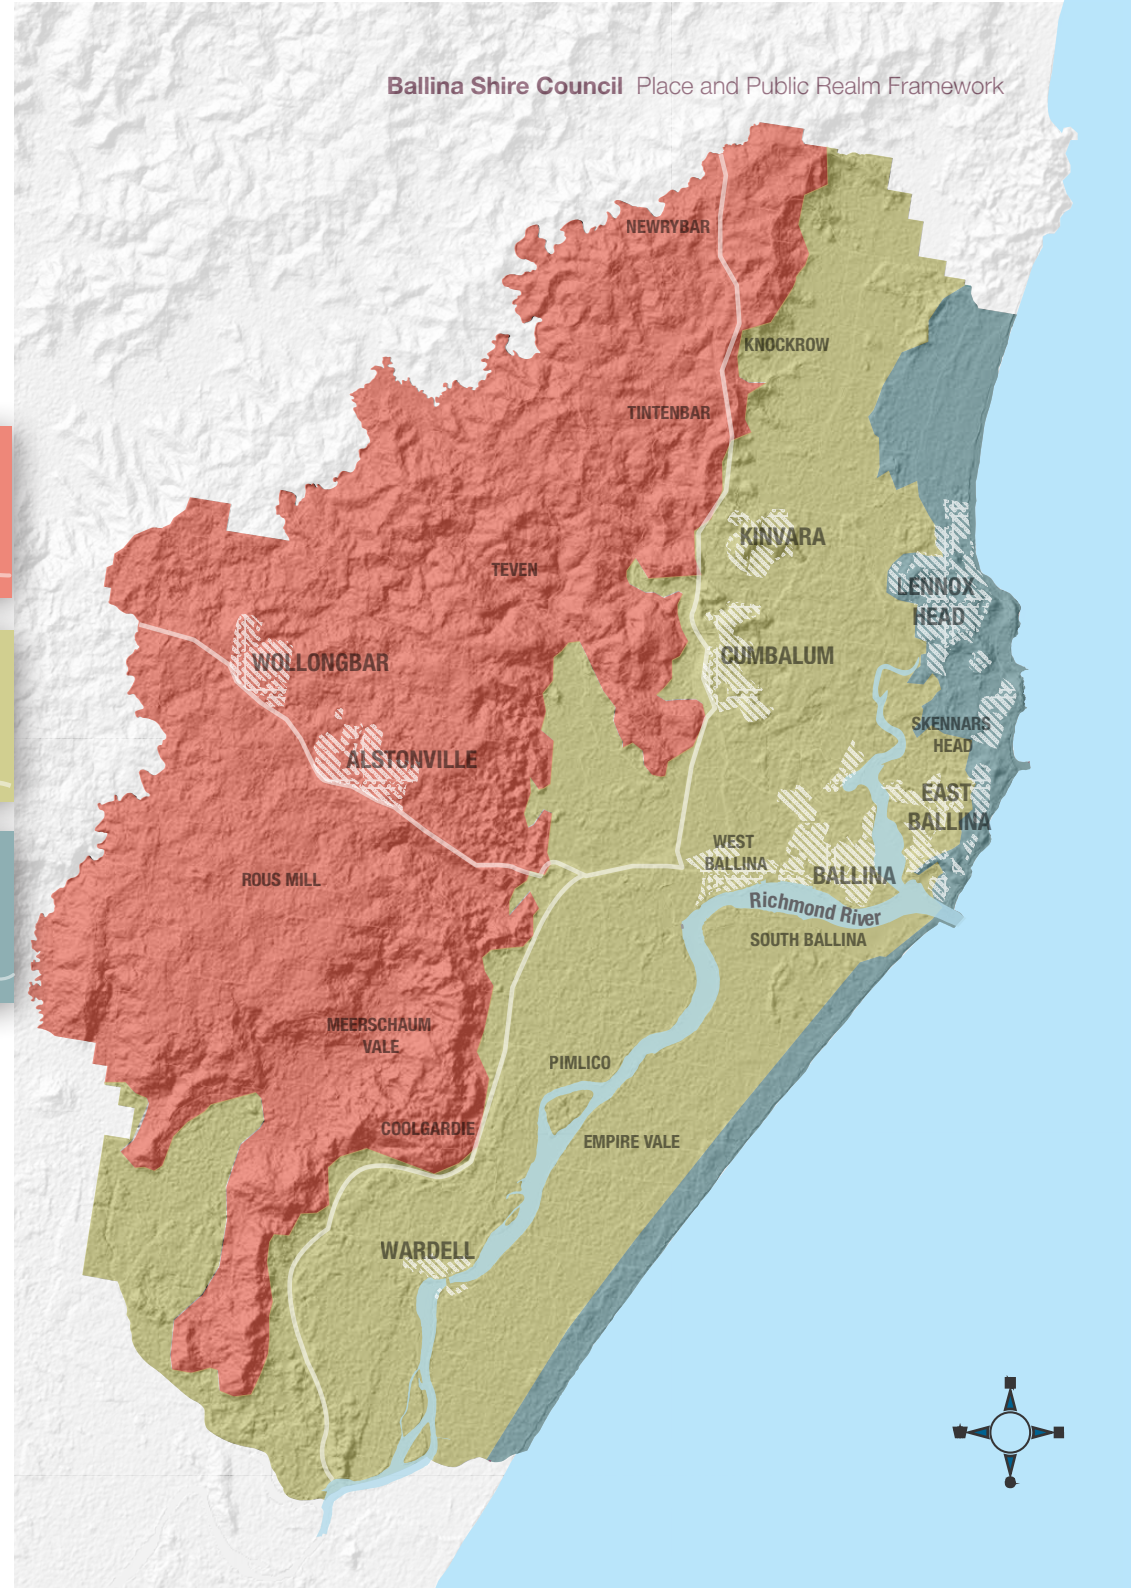 Ballina Shire Council Place and Public Realm Framework
NEWRYBAR
KNOCKROW
TINTENBAR
KINVARA
TEVEN
LENNOX
HEAD
CUMBALUM
WOLLONGBAR
SKENNARS
HEAD
ALSTONVILLE
EAST
BALLINA
WEST
BALLINA
BALLINA
ROUS MILL
Richmond River
SOUTH BALLINA
MEERSCHAUM
VALE
PIMLICO
COOLGARDIE
EMPIRE VALE
WARDELL